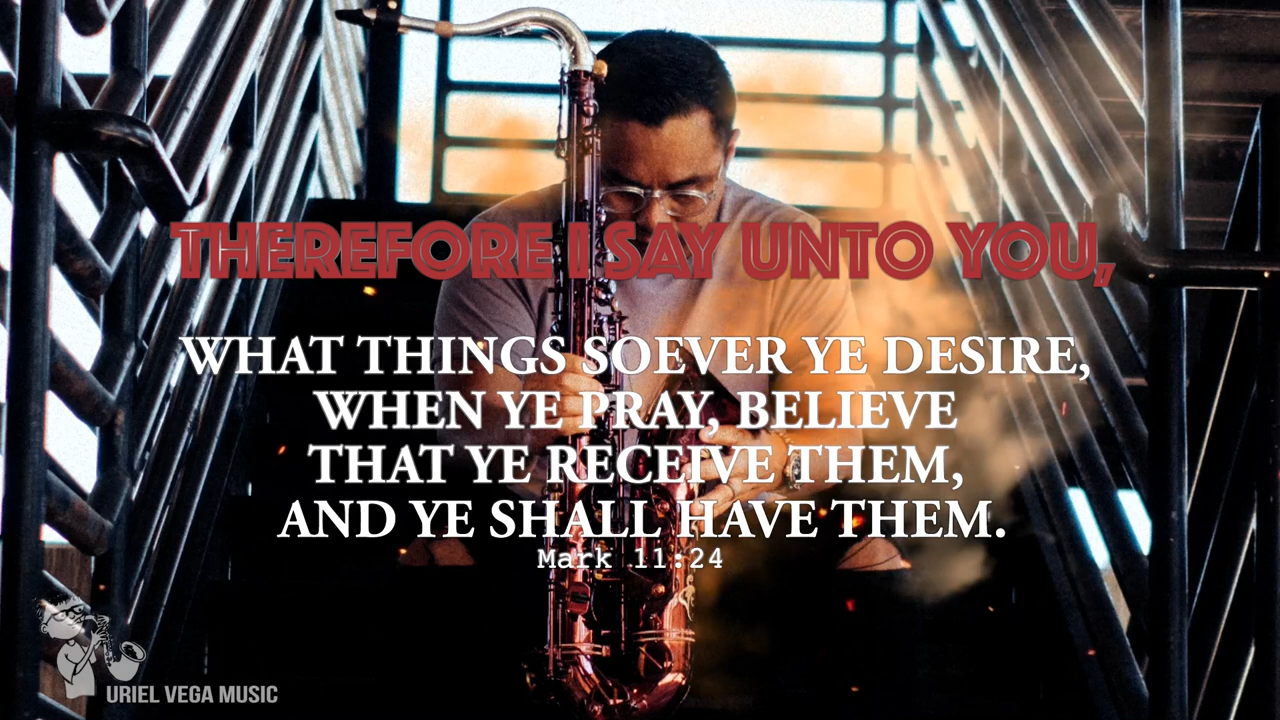 THEREFORE I SAY UNTO YOU,
WHAT THINGS SOEVER YE DESIRE,
WHEN YE PRAY, BELIEVE
THAT YE RECEIVE THEM,
AND YE SHALL HAVE THEM.
Mark 11:24
URIEL VEGA MUSIC